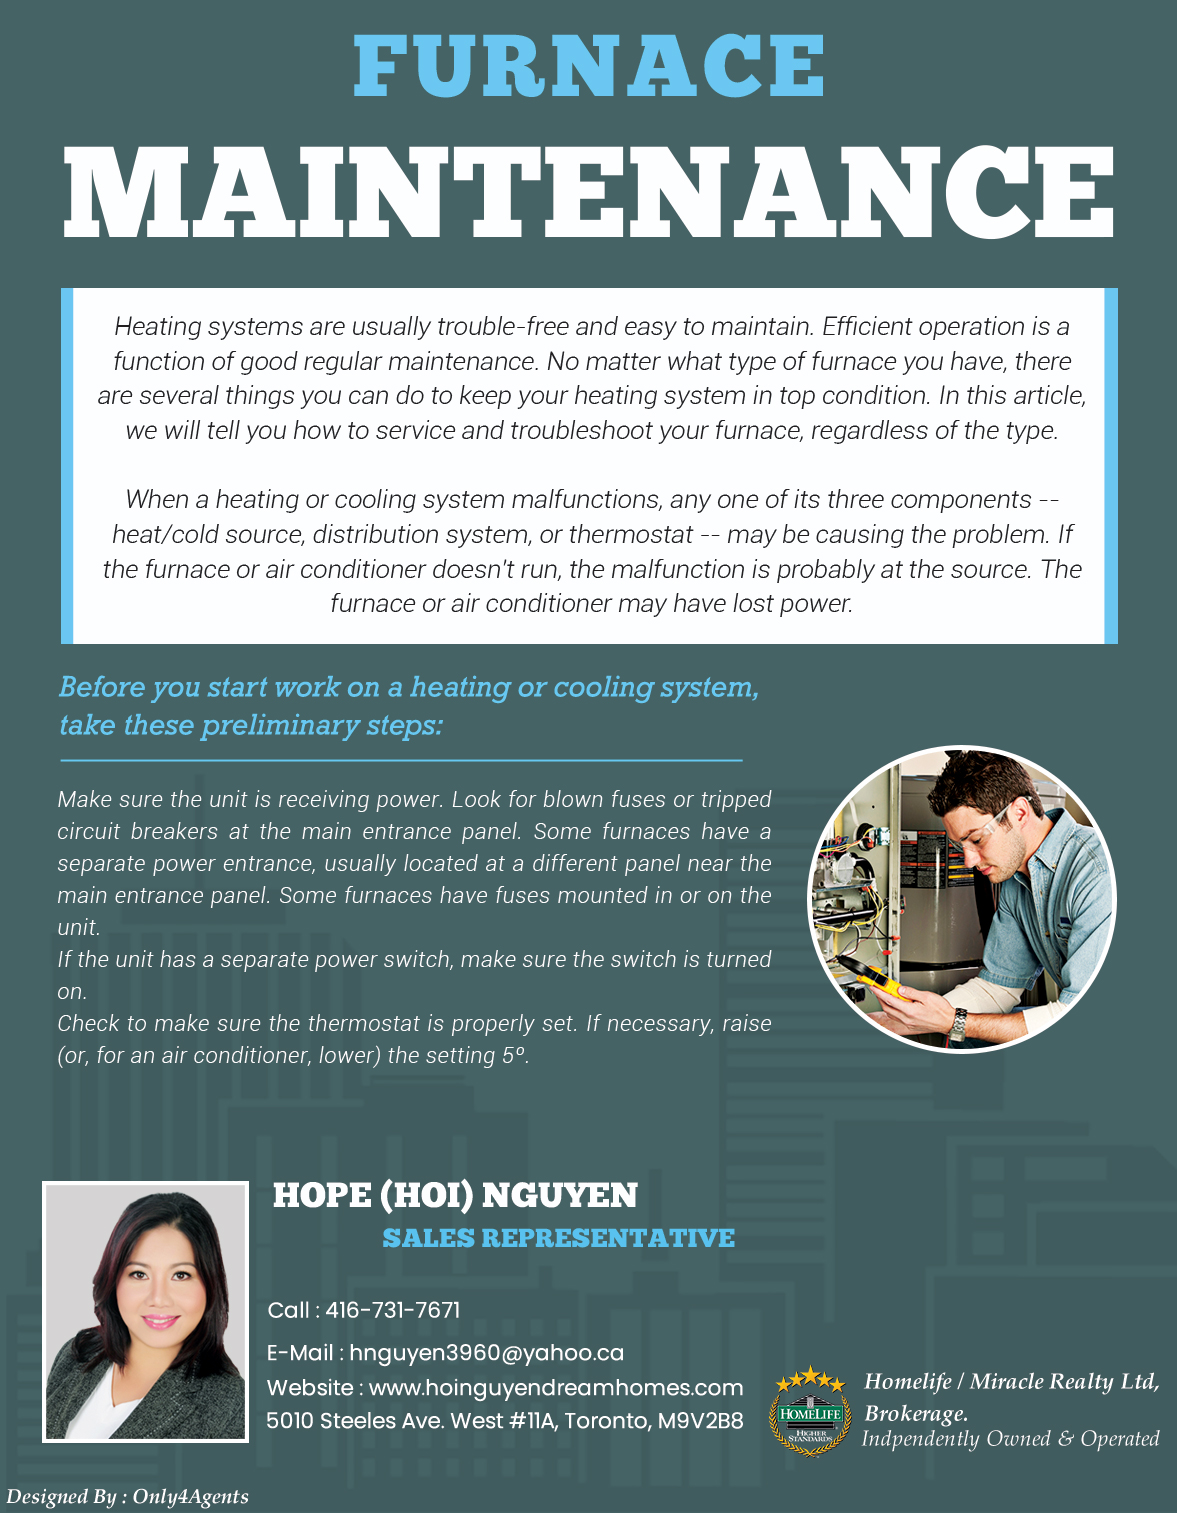 FURNACE
MAINTENANCE
Heating systems are usually trouble-free and easy to maintain. Efficient operation is a
function of good regular maintenance. No matter what type of furnace you have, there
are several things you can do to keep your heating system in top condition. In this article,
we will tell you how to service and troubleshoot your furnace, regardless of the type.
When a heating or cooling system malfunctions, any one of its three components --
heat/cold source, distribution system, or thermostat -- may be causing the problem. If
the furnace or air conditioner doesn't run, the malfunction is probably at the source. The
furnace or air conditioner may have lost power.
Before you start work on a heating or cooling system,
take these preliminary steps:
Make sure the unit is receiving power. Look for blown fuses or tripped
circuit breakers at the main entrance panel. Some furnaces have a
separate power entrance, usually located at a different panel near the
main entrance panel. Some furnaces have fuses mounted in or on the
unit.
If the unit has a separate power switch, make sure the switch is turned
on.
Check to make sure the thermostat is properly set. If necessary, raise
(or, for an air conditioner, lower) the setting 5º.
HOPE (HOI) NGUYEN
SALES REPRESENTATIVE
Call : 416-731-7671
E-Mail : hnguyen3960@yahoo.ca
Website : www.hoinguyendreamhomes.com
5010 Steeles Ave. West #11A, Toronto, M9V2B8
HOMELIFE
HIGHER
STANDARDS
Homelife / Miracle Realty Ltd,
Brokerage.
Indpendently Owned & Operated
Designed By : Only4Agents